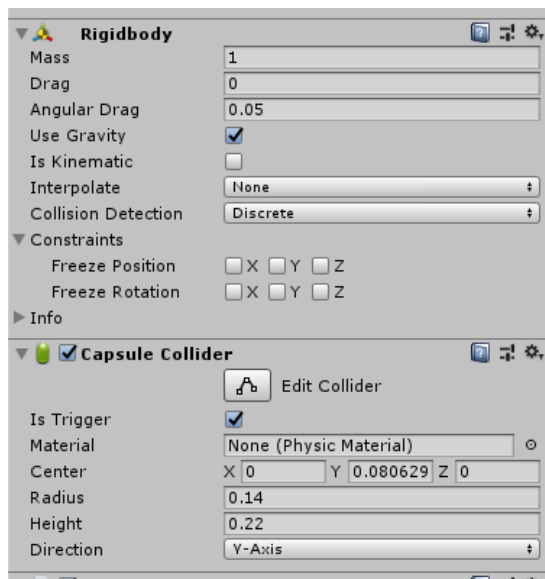 Rigidbody
Mass 1
Drag 0
Angular Drag 0.05
Use Gravity
Is Kinematic
Interpolate None
Collision Detection Discrete
Constraints
Freeze Position X Y Z
Freeze Rotation X Y Z
Info
Capsule Collider
Edit Collider
Is Trigger
Material None (Physic Material)
Center X 0 Y 0.080629 Z 0
Radius 0.14
Height 0.22
Direction Y-Axis